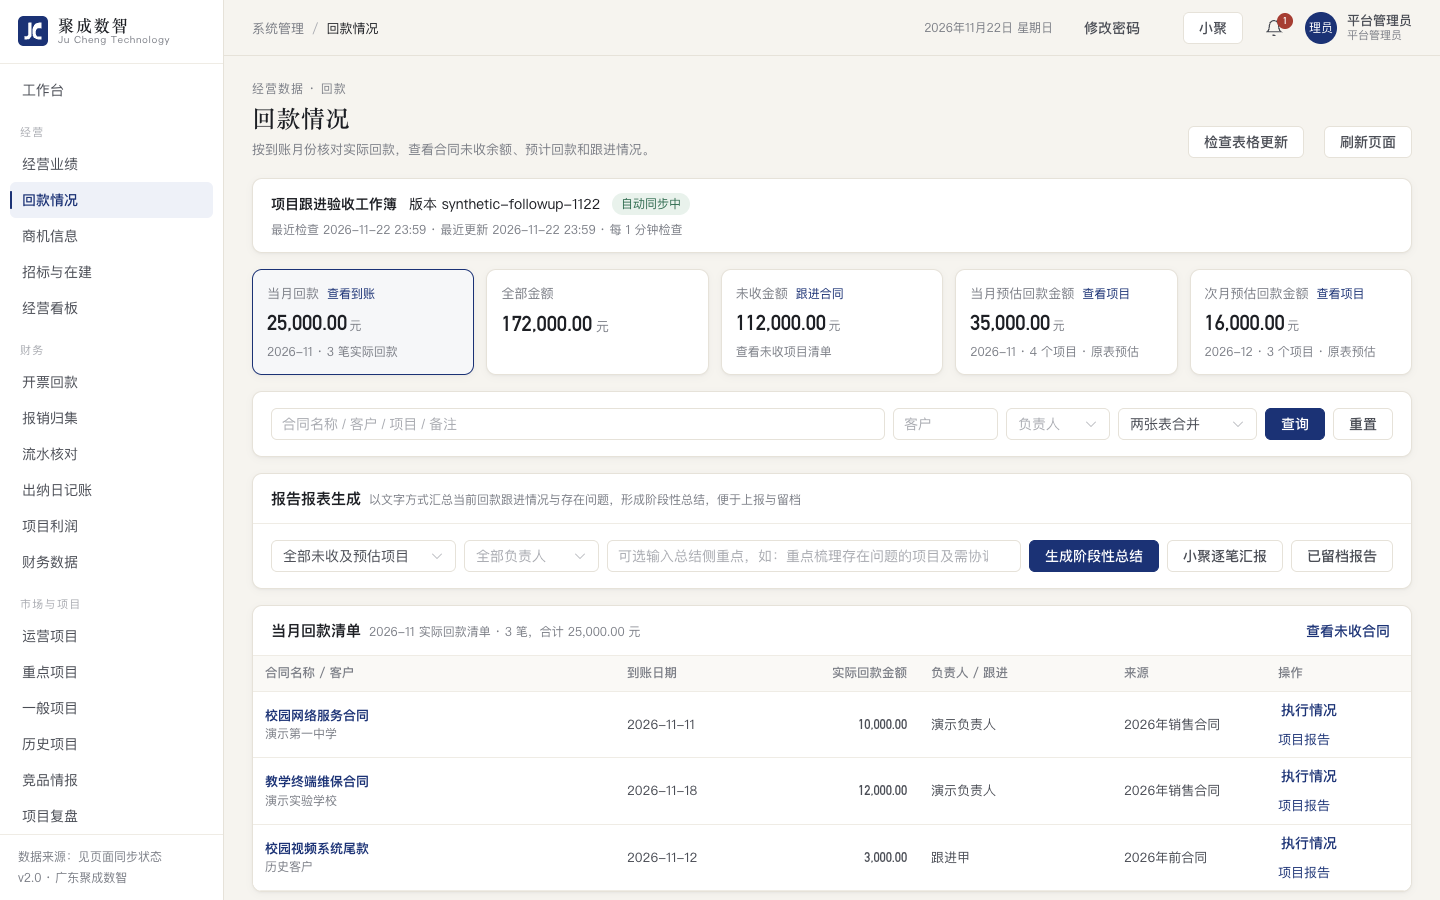 聚成数智
Ju Cheng Technology
工作台
经营
经营业绩
回款情况
商机信息
招标与在建
经营看板
财务
开票回款
报销归集
流水核对
出纳日记账
项目利润
财务数据
市场与项目
运营项目
重点项目
一般项目
历史项目
竞品情报
项目复盘
数据来源：见页面同步状态
v2.0 · 广东聚成数智
系统管理 / 回款情况
2026年11月22日 星期日 修改密码 小聚 1 理员 平台管理员
平台管理员
经营数据 · 回款
回款情况
按到账月份核对实际回款，查看合同未收余额、预计回款和跟进情况。
检查表格更新 刷新页面
项目跟进验收工作簿 版本 synthetic-followup-1122 自动同步中
最近检查 2026-11-22 23:59 · 最近更新 2026-11-22 23:59 · 每 1 分钟检查
当月回款 查看到账
25,000.00 元
2026-11 · 3 笔实际回款
全部金额
172,000.00 元
未收金额 跟进合同
112,000.00 元
查看未收项目清单
当月预估回款金额 查看项目
35,000.00 元
2026-11 · 4 个项目 · 原表预估
次月预估回款金额 查看项目
16,000.00 元
2026-12 · 3 个项目 · 原表预估
合同名称 / 客户 / 项目 / 备注 客户 负责人 两张表合并 查询 重置
报告报表生成 以文字方式汇总当前回款跟进情况与存在问题，形成阶段性总结，便于上报与留档
全部未收及预估项目 全部负责人 可选输入总结侧重点，如：重点梳理存在问题的项目及需协 生成阶段性总结 小聚逐笔汇报 已留档报告
当月回款清单 2026-11 实际回款清单 · 3 笔，合计 25,000.00 元 查看未收合同
合同名称 / 客户 到账日期 实际回款金额 负责人 / 跟进 来源 操作
校园网络服务合同
演示第一中学
2026-11-11 10,000.00 演示负责人 2026年销售合同
执行情况
项目报告
教学终端维保合同
演示实验学校
2026-11-18 12,000.00 演示负责人 2026年销售合同
执行情况
项目报告
校园视频系统尾款
历史客户
2026-11-12 3,000.00 跟进甲 2026年前合同
执行情况
项目报告